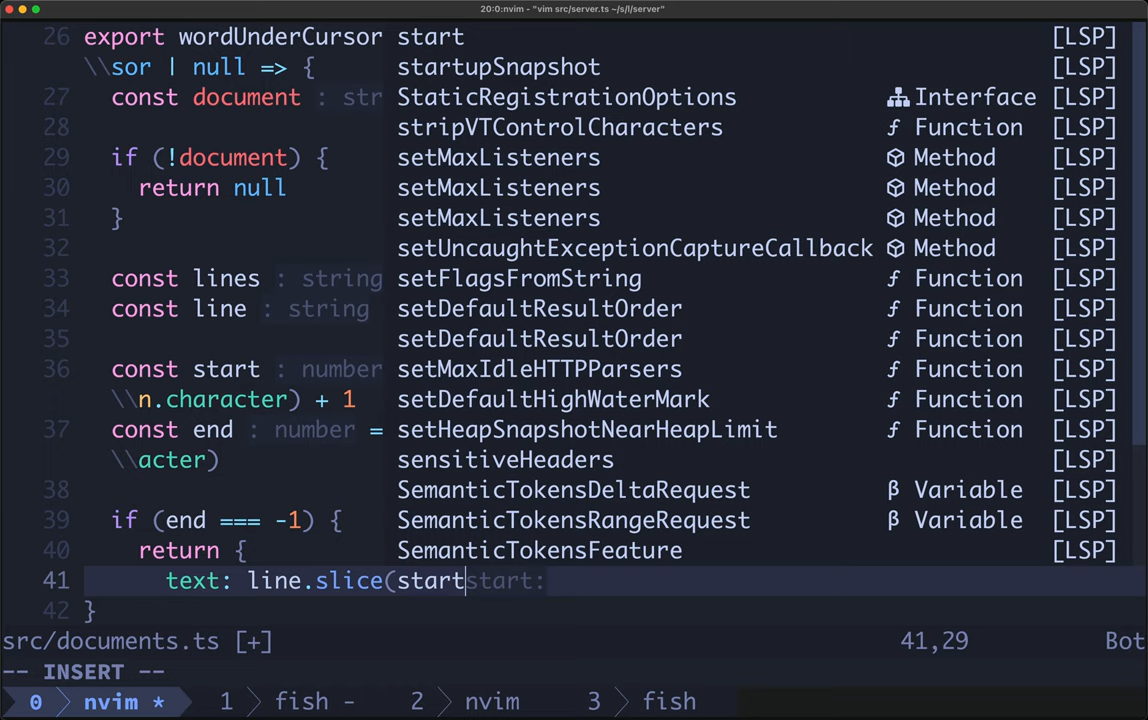 20:0:nvim - "vim src/server.ts ~/s/l/server"
26 export wordUnderCursor start [LSP]
\\sor | null => { startupSnapshot [LSP]
27 const document : str StaticRegistrationOptions Interface [LSP]
28 stripVTControlCharacters f Function [LSP]
29 if (!document) { setMaxListeners Method [LSP]
30 return null setMaxListeners Method [LSP]
31 } setMaxListeners Method [LSP]
32 setUncaughtExceptionCaptureCallback Method [LSP]
33 const lines : string setFlagsFromString f Function [LSP]
34 const line : string setDefaultResultOrder f Function [LSP]
35 setDefaultResultOrder f Function [LSP]
36 const start : number setMaxIdleHTTPParsers f Function [LSP]
\\n.character) + 1 setDefaultHighWaterMark f Function [LSP]
37 const end : number = setHeapSnapshotNearHeapLimit f Function [LSP]
\\acter) sensitiveHeaders [LSP]
38 SemanticTokensDeltaRequest β Variable [LSP]
39 if (end === -1) { SemanticTokensRangeRequest β Variable [LSP]
40 return { SemanticTokensFeature [LSP]
41 text: line.slice(startstart:
42 }
src/documents.ts [+] 41,29 Bot
-- INSERT --
0 nvim * 1 fish - 2 nvim 3 fish